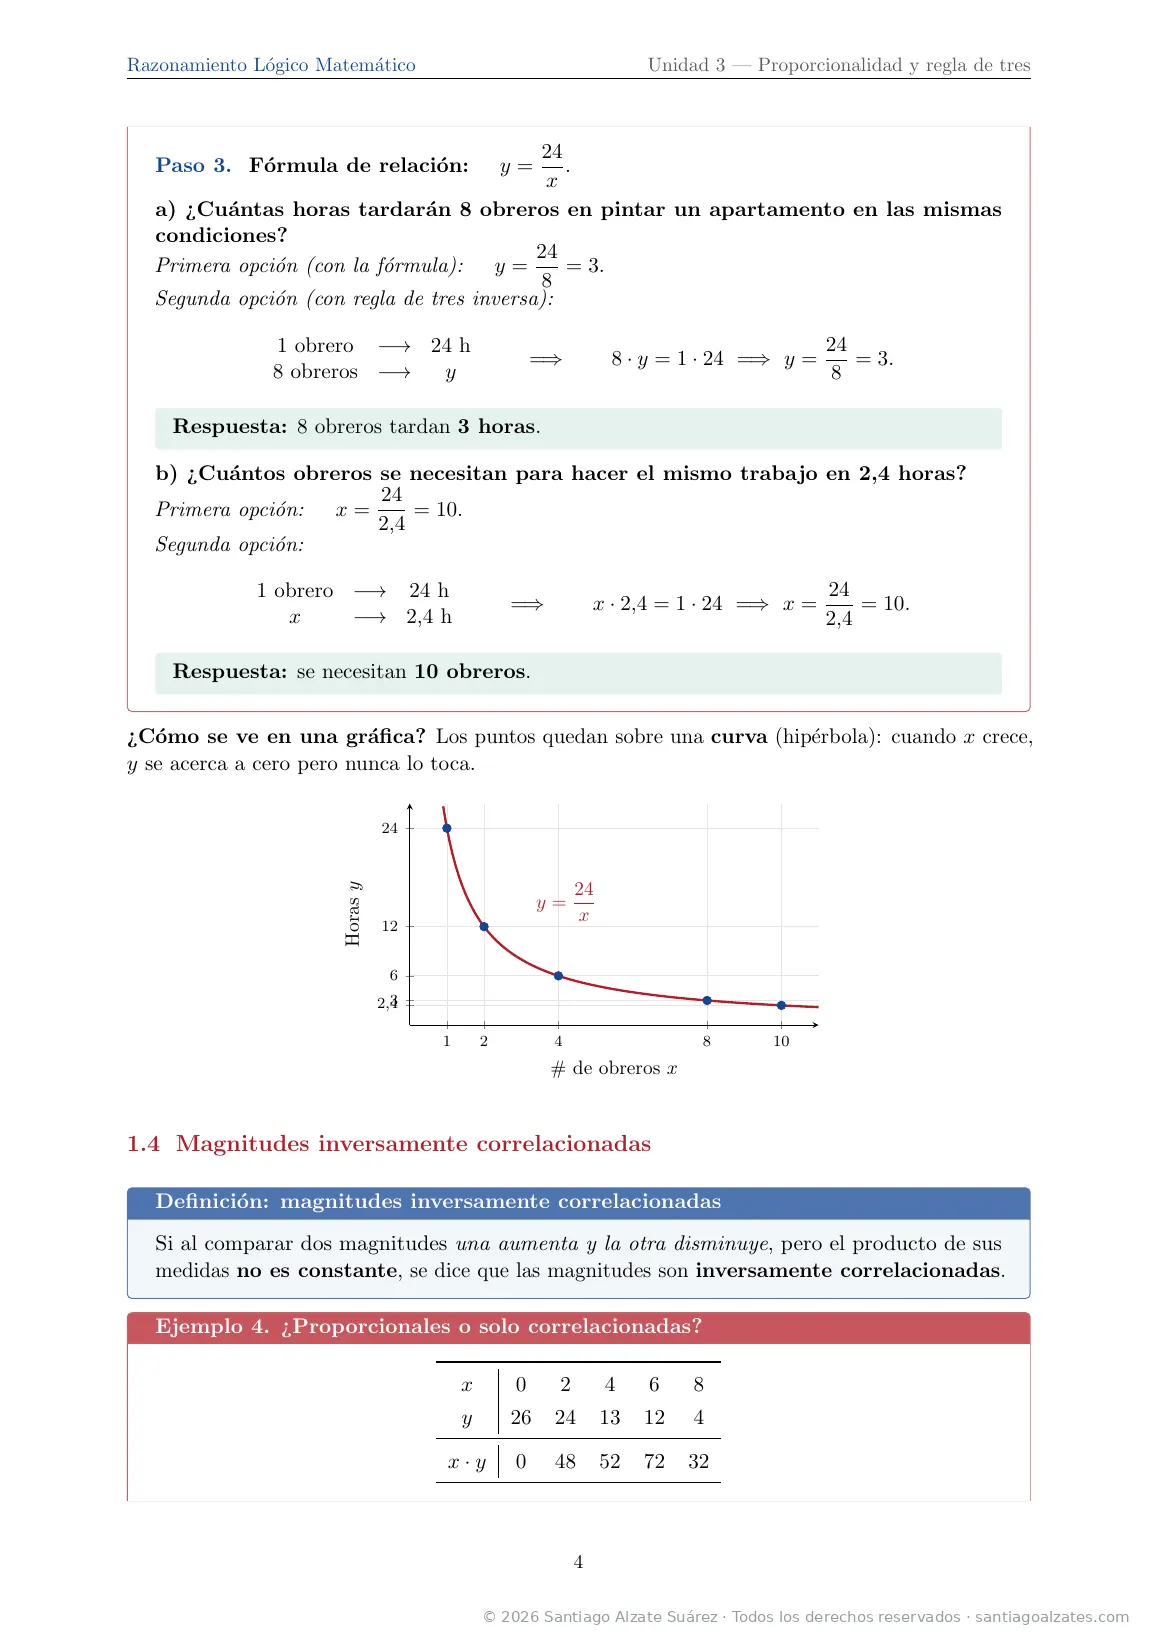 Razonamiento Lógico Matemático Unidad 3 — Proporcionalidad y regla de tres
Paso 3. Fórmula de relación: y = 24/x.
a) ¿Cuántas horas tardarán 8 obreros en pintar un apartamento en las mismas
condiciones?
Primera opción (con la fórmula): y = 24/8 = 3.
Segunda opción (con regla de tres inversa):
1 obrero ⟶ 24 h
8 obreros ⟶ y
⟹ 8 · y = 1 · 24 ⟹ y = 24/8 = 3.
Respuesta: 8 obreros tardan 3 horas.
b) ¿Cuántos obreros se necesitan para hacer el mismo trabajo en 2,4 horas?
Primera opción: x = 24/2,4 = 10.
Segunda opción:
1 obrero ⟶ 24 h
x ⟶ 2,4 h
⟹ x · 2,4 = 1 · 24 ⟹ x = 24/2,4 = 10.
Respuesta: se necesitan 10 obreros.
¿Cómo se ve en una gráfica? Los puntos quedan sobre una curva (hipérbola): cuando x crece,
y se acerca a cero pero nunca lo toca.
24
12
6
3
2,4
Horas y
y = 24/x
1 2 4 8 10
# de obreros x
1.4 Magnitudes inversamente correlacionadas
Definición: magnitudes inversamente correlacionadas
Si al comparar dos magnitudes una aumenta y la otra disminuye, pero el producto de sus
medidas no es constante, se dice que las magnitudes son inversamente correlacionadas.
Ejemplo 4. ¿Proporcionales o solo correlacionadas?
x 0 2 4 6 8
y 26 24 13 12 4
x · y 0 48 52 72 32
4
© 2026 Santiago Alzate Suárez · Todos los derechos reservados · santiagoalzates.com